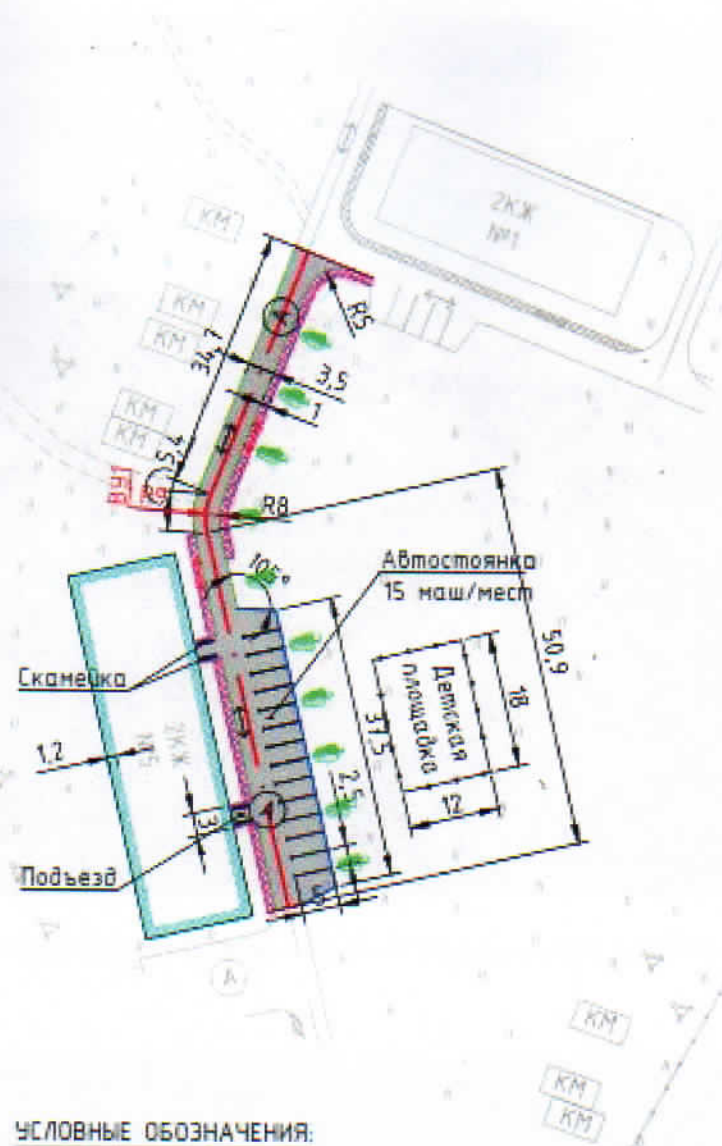 2КЖ
№1
КМ
КМ
КМ
КМ
КМ
34,7
5,4
R5
3,5
1
А
ВУ1
R8
105°
Автостоянка
15 маш/мест
50,9
Скамейка
Детская
площадка
18
12
37,5
2,5
1,2
2КЖ
№5
3
Подъезд
А
КМ
КМ
КМ
УСЛОВНЫЕ ОБОЗНАЧЕНИЯ: